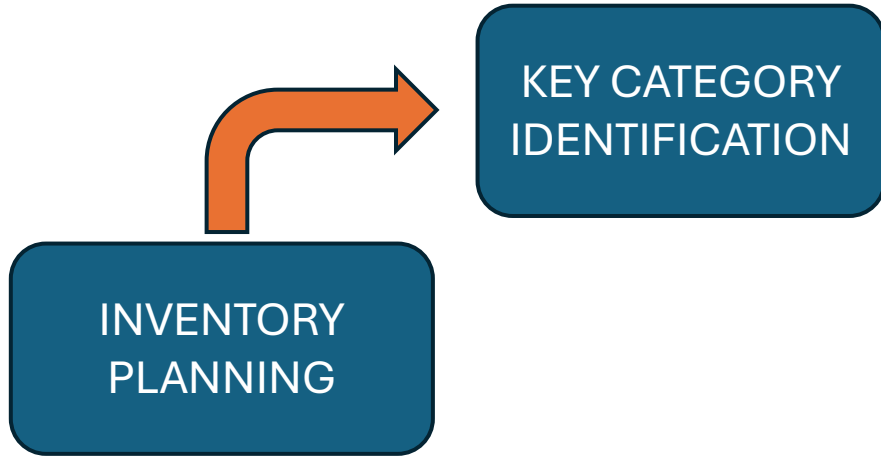 KEY CATEGORY
IDENTIFICATION
INVENTORY
PLANNING